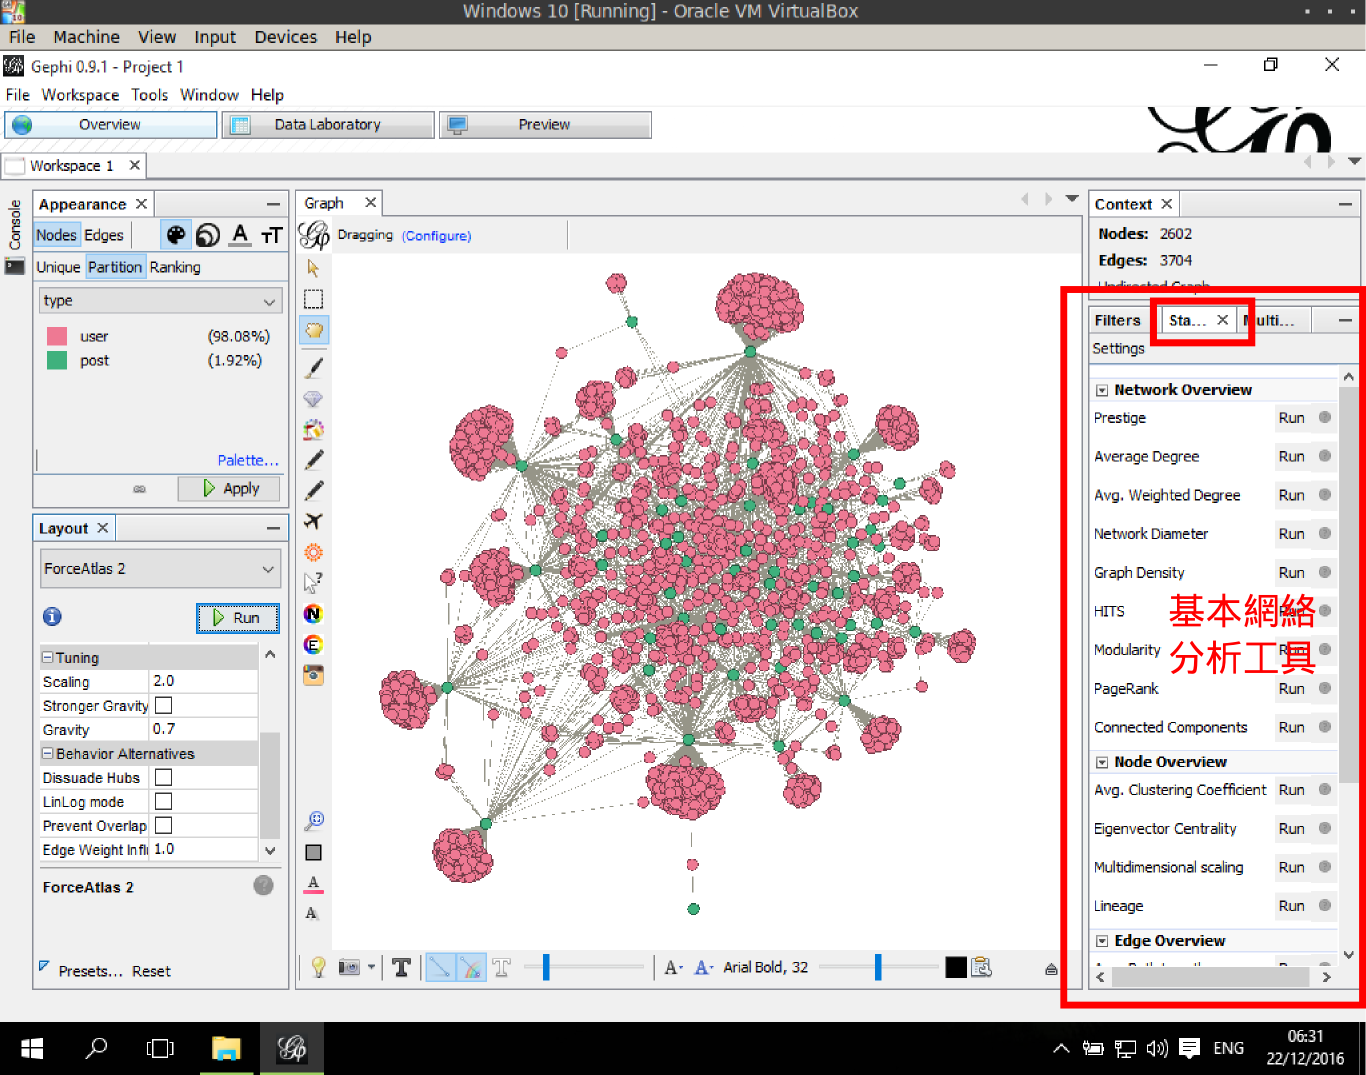 Windows 10 [Running] - Oracle VM VirtualBox
File Machine View Input Devices Help
Gephi 0.9.1 - Project 1
File Workspace Tools Window Help
Overview Data Laboratory Preview
Workspace 1
Console
Appearance
Nodes Edges
Unique Partition Ranking
type
user (98.08%)
post (1.92%)
Palette...
Apply
Layout
ForceAtlas 2
Run
Tuning
Scaling 2.0
Stronger Gravity
Gravity 0.7
Behavior Alternatives
Dissuade Hubs
LinLog mode
Prevent Overlap
Edge Weight Infl 1.0
ForceAtlas 2
Presets... Reset
Graph
Dragging (Configure)
Arial Bold, 32
Context
Nodes: 2602
Edges: 3704
Undirected Graph
Filters Sta... Multi...
Settings
Network Overview
Prestige Run
Average Degree Run
Avg. Weighted Degree Run
Network Diameter Run
Graph Density Run
HITS Run
基本網絡
Modularity Run
分析工具
PageRank Run
Connected Components Run
Node Overview
Avg. Clustering Coefficient Run
Eigenvector Centrality Run
Multidimensional scaling Run
Lineage Run
Edge Overview
ENG
06:31
22/12/2016